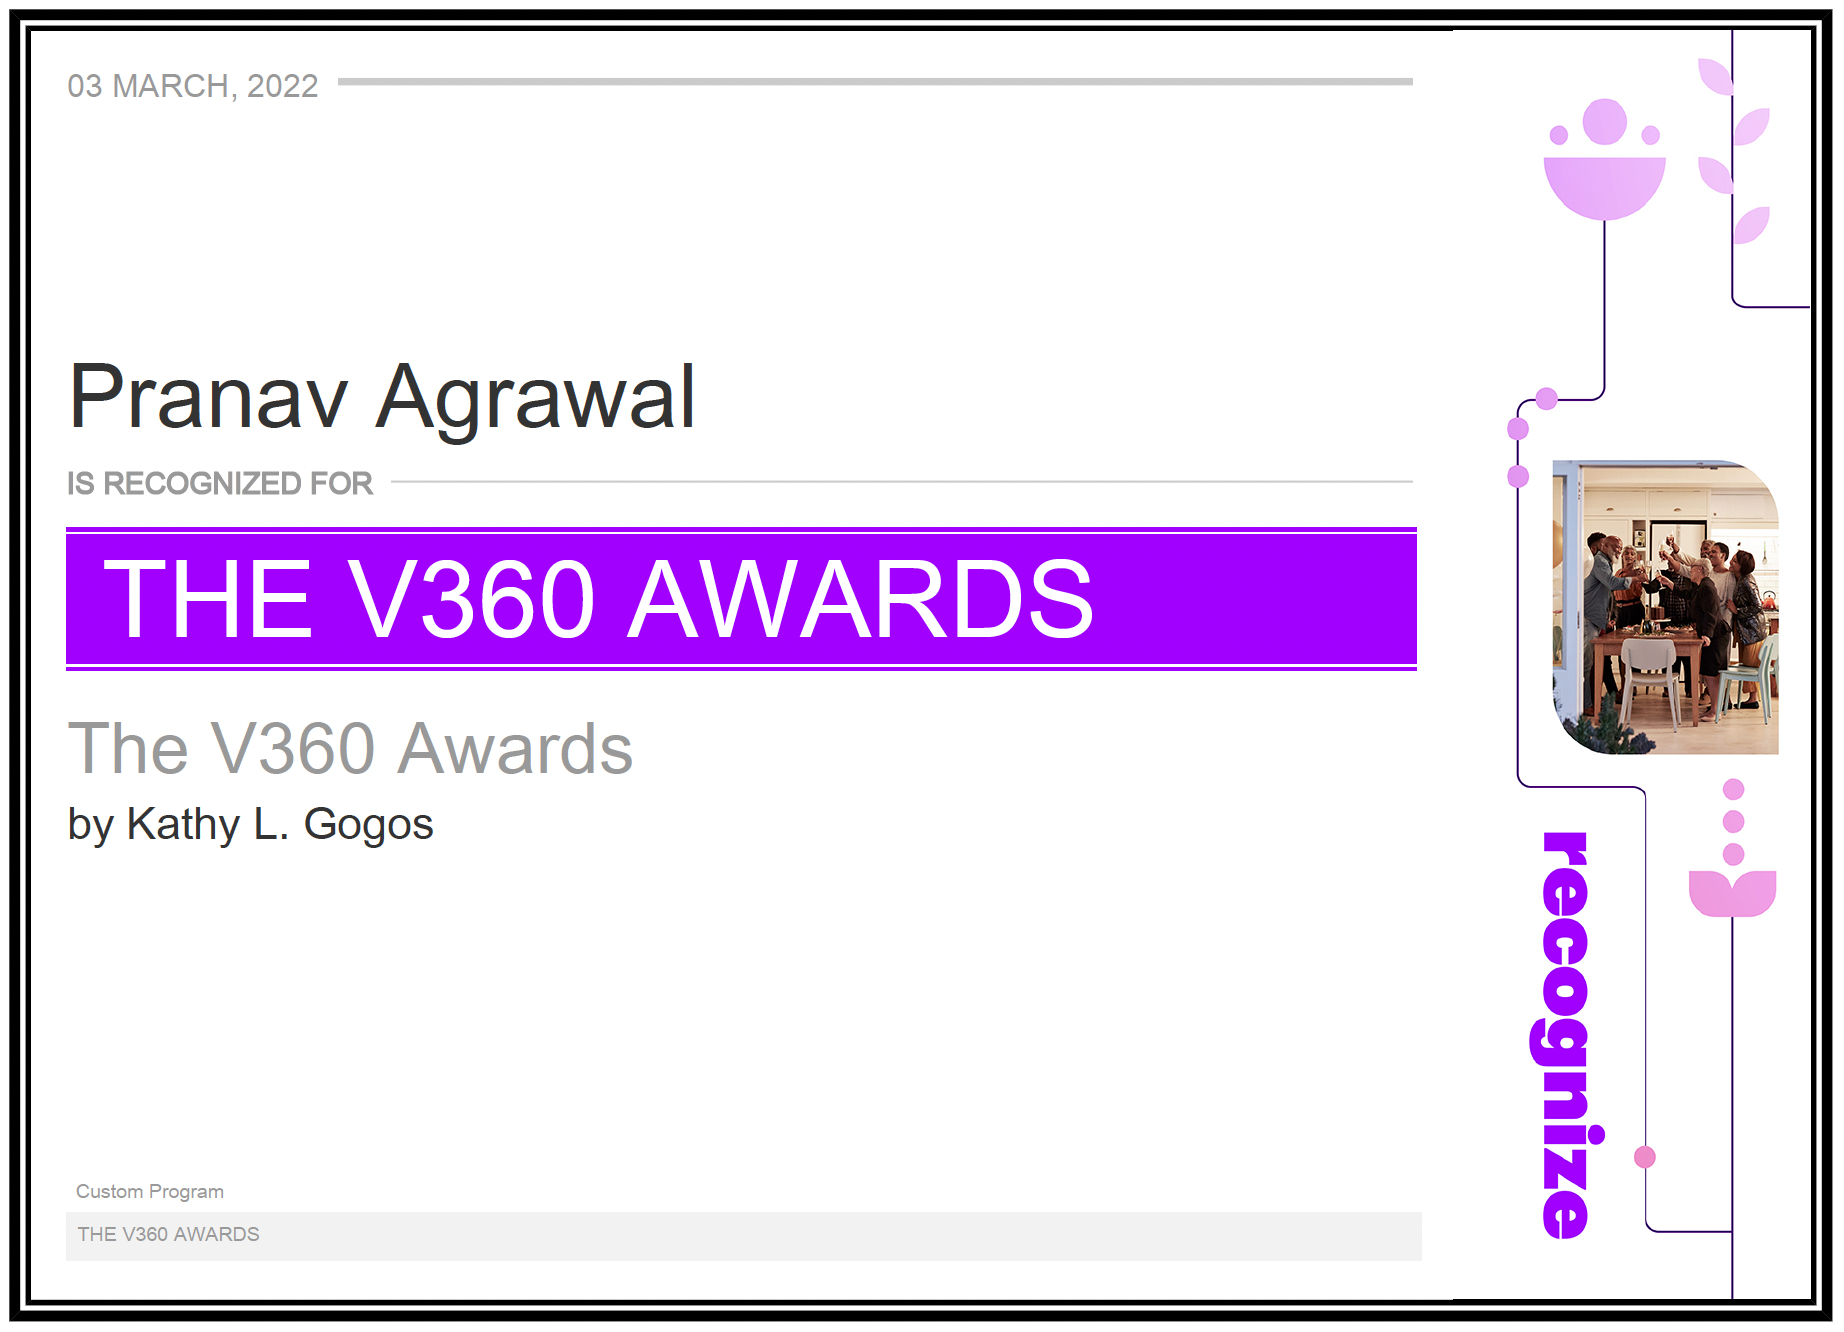 03 MARCH, 2022
Pranav Agrawal
IS RECOGNIZED FOR
THE V360 AWARDS
The V360 Awards
by Kathy L. Gogos
Custom Program
THE V360 AWARDS
recognize